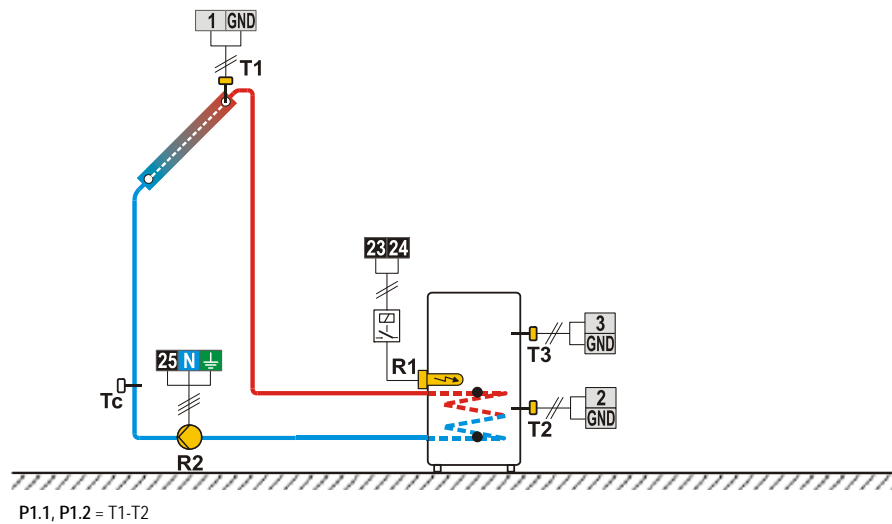 1 GND
T1
23 24
3
GND
T3
R1
25 N
2
GND
T2
Tc
R2
P1.1, P1.2 = T1-T2